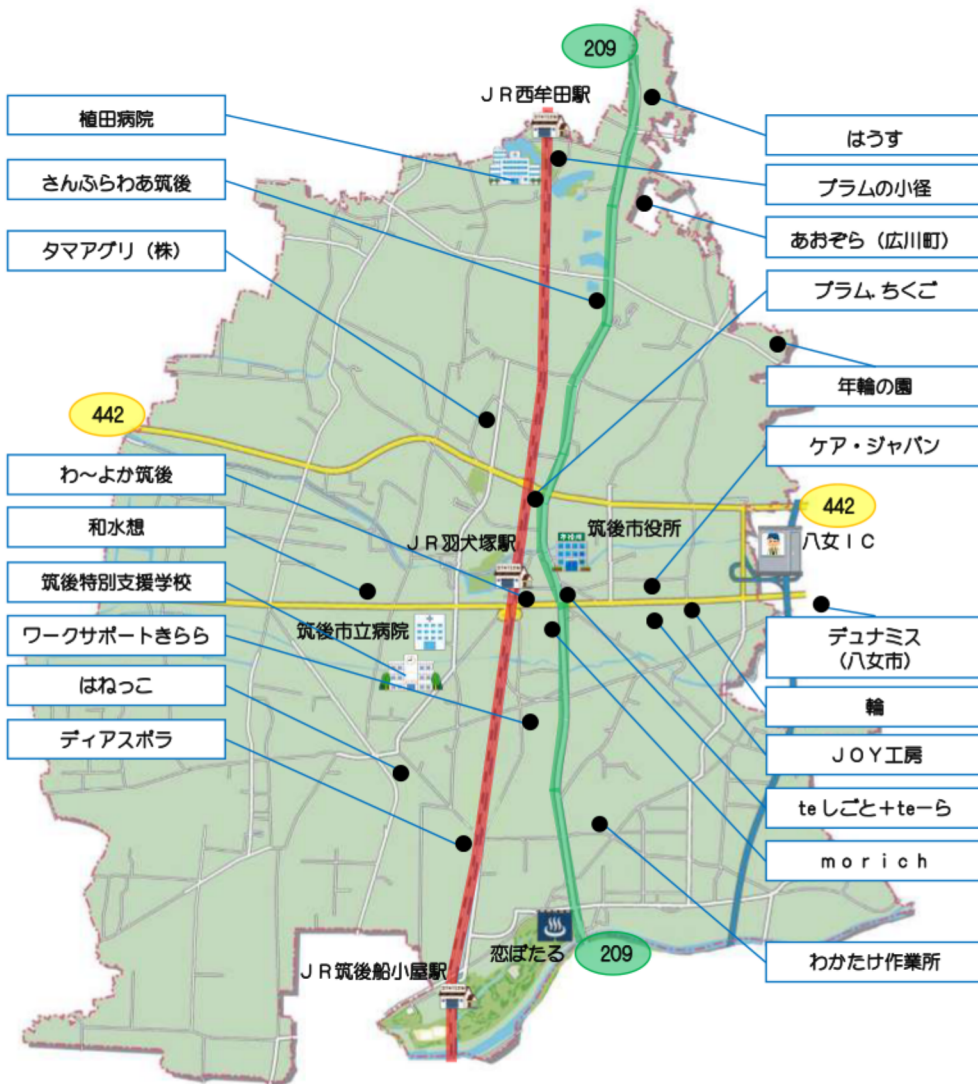 209
JR西牟田駅
植田病院
はうす
さんふらわあ筑後
プラムの小径
タマアグリ(株)
あおぞら(広川町)
プラム.ちくご
年輪の園
442
ケア・ジャパン
わ~よか筑後
442
和水想
JR羽犬塚駅
筑後市役所
八女IC
筑後特別支援学校
筑後市立病院
デュナミス
(八女市)
ワークサポートきらら
はねっこ
輪
ディアスポラ
JOY工房
teしごと+teーら
morich
恋ぼたる
209
わかたけ作業所
JR筑後船小屋駅